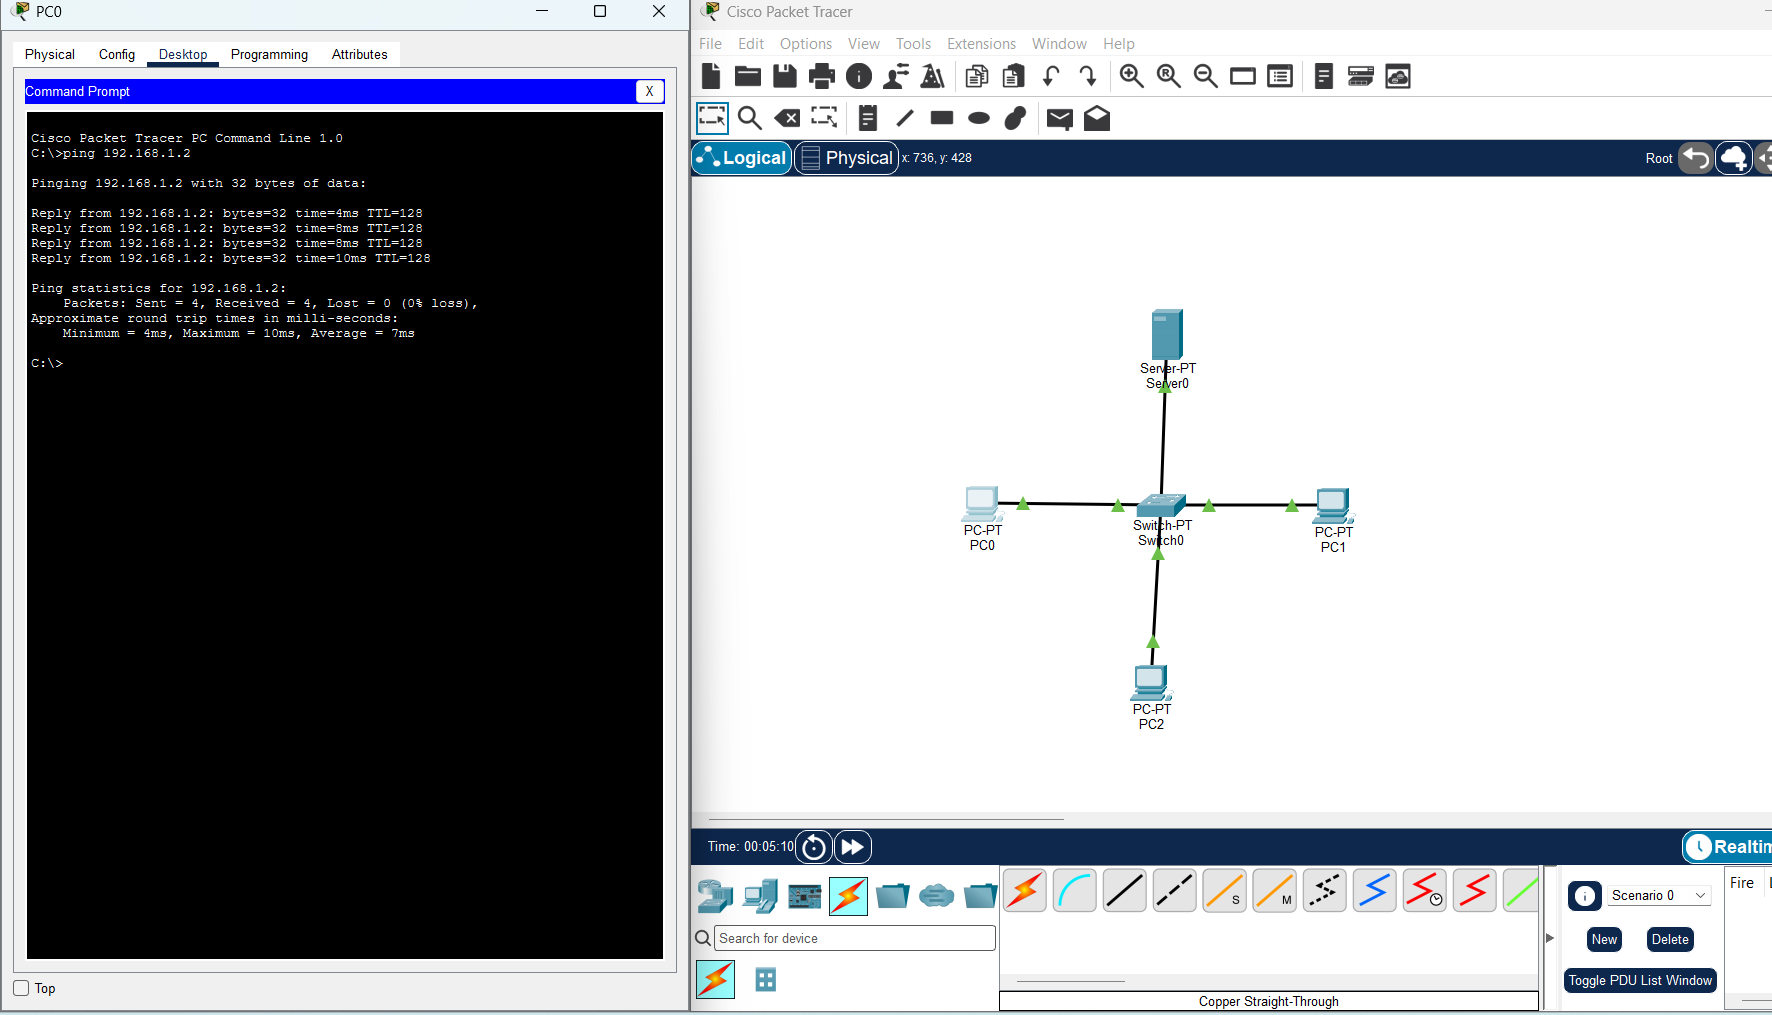 PC0
Physical Config Desktop Programming Attributes
Command Prompt
X
Cisco Packet Tracer PC Command Line 1.0
C:\>ping 192.168.1.2
Pinging 192.168.1.2 with 32 bytes of data:
Reply from 192.168.1.2: bytes=32 time=4ms TTL=128
Reply from 192.168.1.2: bytes=32 time=8ms TTL=128
Reply from 192.168.1.2: bytes=32 time=8ms TTL=128
Reply from 192.168.1.2: bytes=32 time=10ms TTL=128
Ping statistics for 192.168.1.2:
Packets: Sent = 4, Received = 4, Lost = 0 (0% loss),
Approximate round trip times in milli-seconds:
Minimum = 4ms, Maximum = 10ms, Average = 7ms
C:\>
Top
Cisco Packet Tracer
File Edit Options View Tools Extensions Window Help
Logical Physical x: 736, y: 428 Root
Server-PT
Server0
PC-PT
PC0
Switch-PT
Switch0
PC-PT
PC1
PC-PT
PC2
Time: 00:05:10
Realtim
S
M
Search for device
Copper Straight-Through
Scenario 0
New Delete
Toggle PDU List Window
Fire